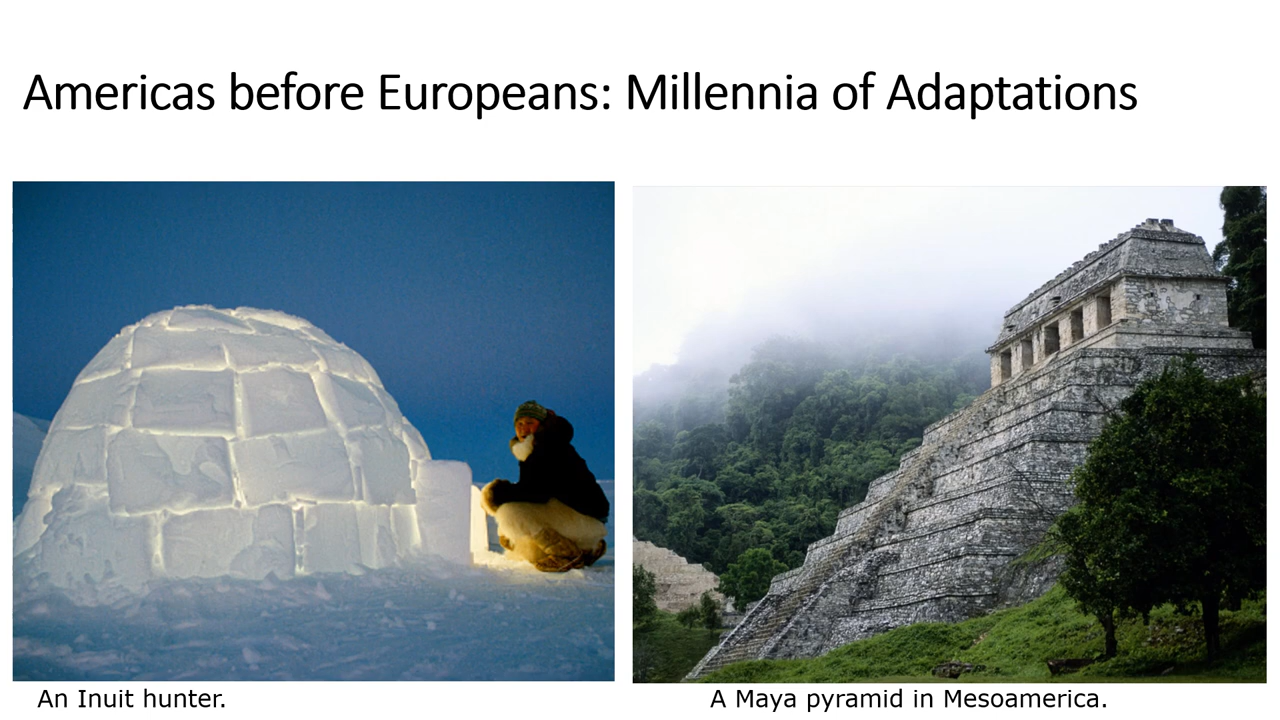 Americas before Europeans: Millennia of Adaptations
An Inuit hunter.
A Maya pyramid in Mesoamerica.